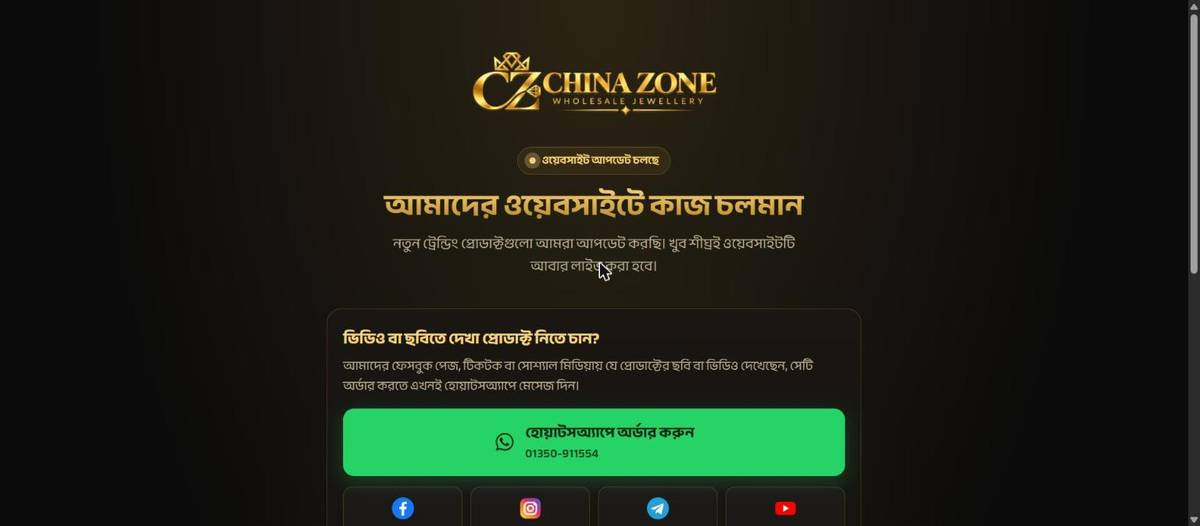 CZ CHINA ZONE
WHOLESALE JEWELLERY
ওয়েবসাইট আপডেট চলছে
আমাদের ওয়েবসাইটে কাজ চলমান
নতুন ট্রেন্ডিং প্রোডাক্টগুলো আমরা আপডেট করছি। খুব শীঘ্রই ওয়েবসাইটটি
আবার লাইভ করা হবে।
ভিডিও বা ছবিতে দেখা প্রোডাক্ট নিতে চান?
আমাদের ফেসবুক পেজ, টিকটক বা সোশ্যাল মিডিয়ায় যে প্রোডাক্টের ছবি বা ভিডিও দেখেছেন, সেটি
অর্ডার করতে এখনই হোয়াটসঅ্যাপে মেসেজ দিন।
হোয়াটসঅ্যাপে অর্ডার করুন
01350-911554